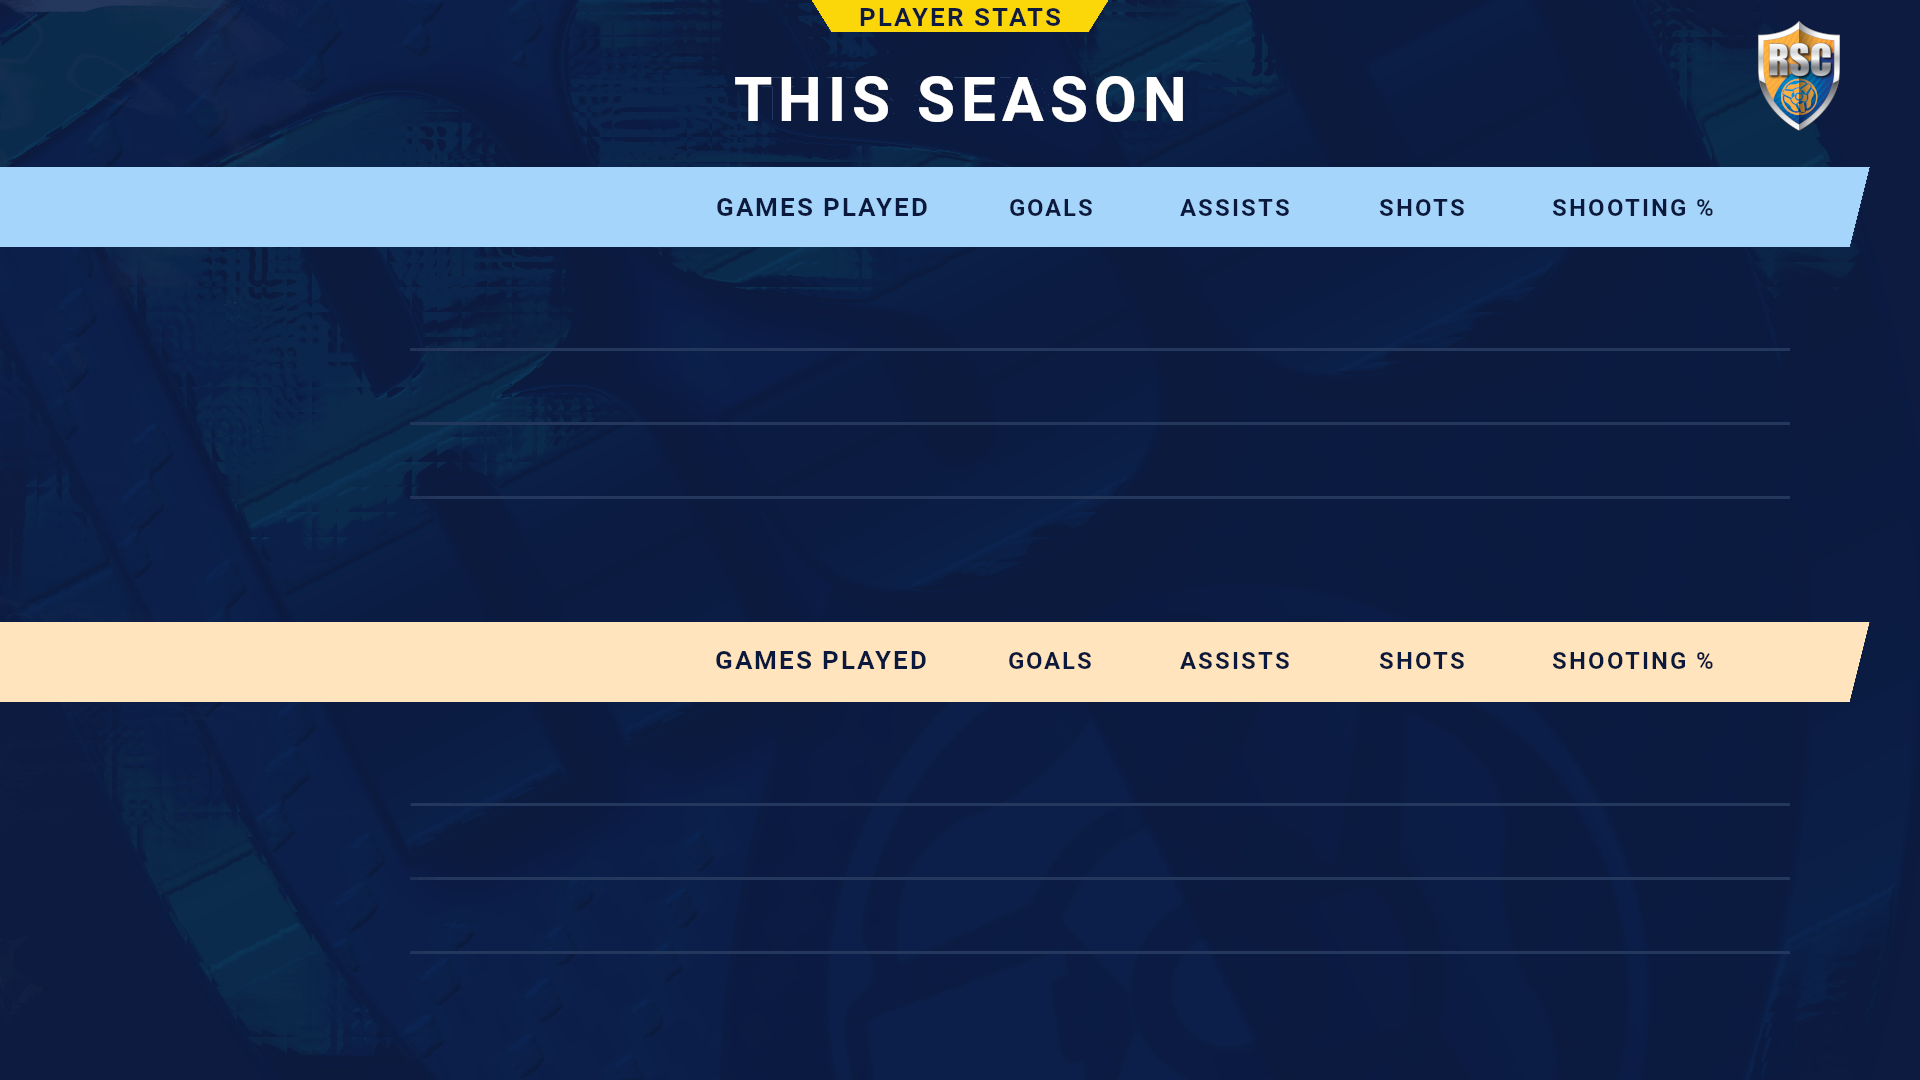 PLAYER STATS
THIS SEASON
RSC
GAMES PLAYED GOALS ASSISTS SHOTS SHOOTING %
GAMES PLAYED GOALS ASSISTS SHOTS SHOOTING %